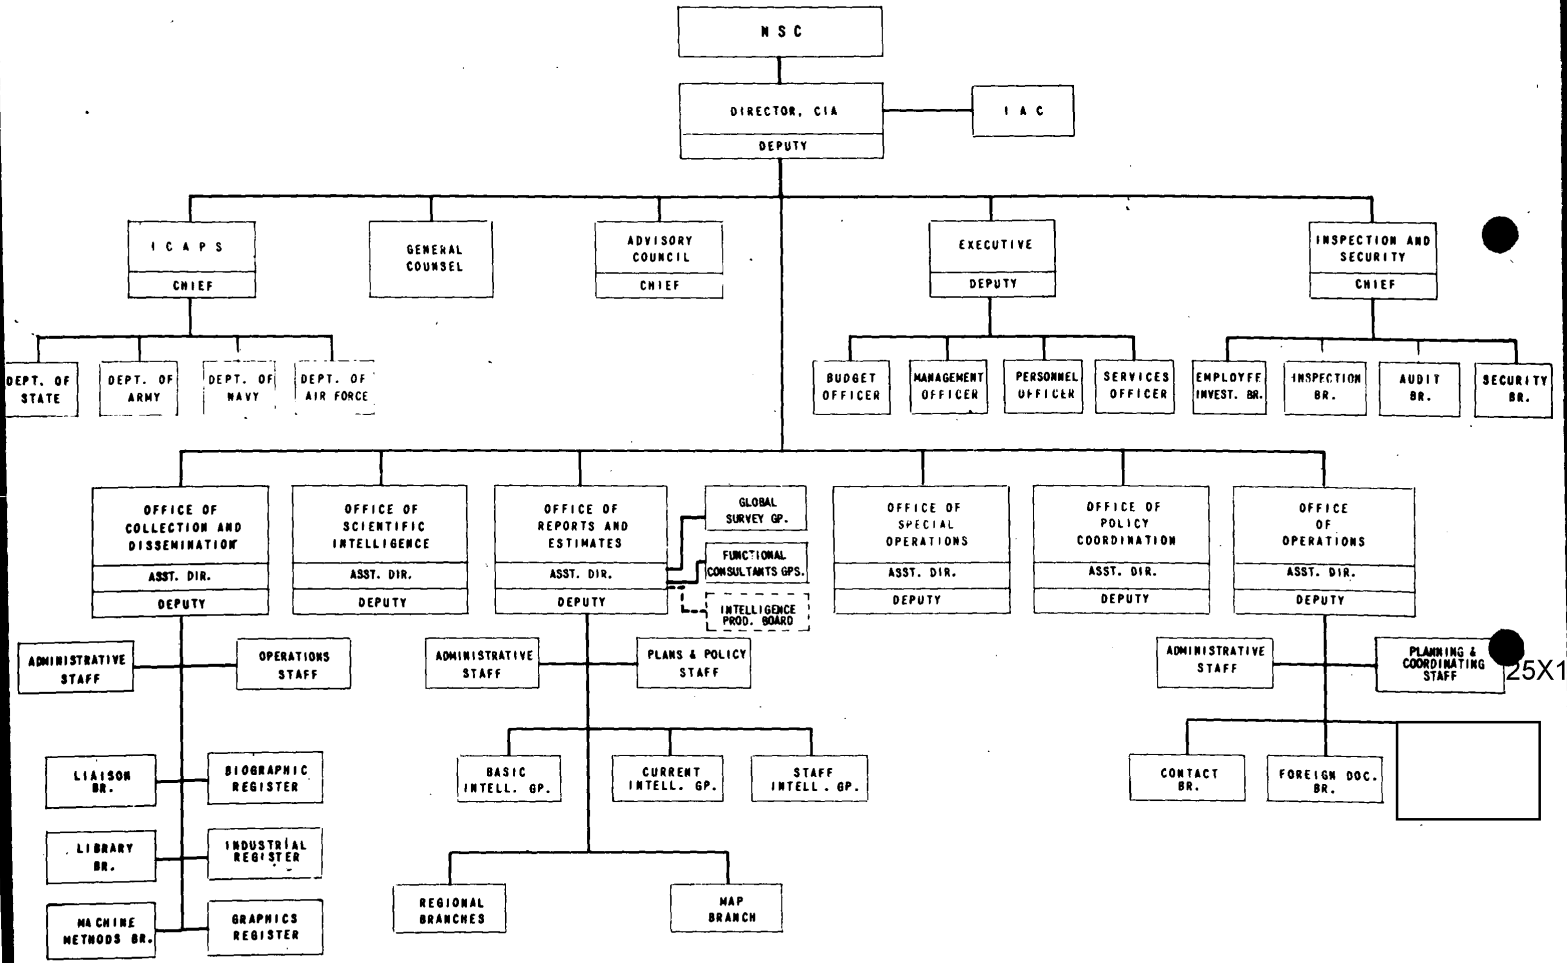 N S C
DIRECTOR, CIA
DEPUTY
I A C
I C A P S
CHIEF
GENERAL
COUNSEL
ADVISORY
COUNCIL
CHIEF
EXECUTIVE
DEPUTY
INSPECTION AND
SECURITY
CHIEF
DEPT. OF
STATE
DEPT. OF
ARMY
DEPT. OF
NAVY
DEPT. OF
AIR FORCE
BUDGET
OFFICER
MANAGEMENT
OFFICER
PERSONNEL
OFFICER
SERVICES
OFFICER
EMPLOYEE
INVEST. BR.
INSPECTION
BR.
AUDIT
BR.
SECURITY
BR.
OFFICE OF
COLLECTION AND
DISSEMINATION
ASST. DIR.
DEPUTY
OFFICE OF
SCIENTIFIC
INTELLIGENCE
ASST. DIR.
DEPUTY
OFFICE OF
REPORTS AND
ESTIMATES
ASST. DIR.
DEPUTY
GLOBAL
SURVEY GP.
FUNCTIONAL
CONSULTANTS GPS.
INTELLIGENCE
PROD. BOARD
OFFICE OF
SPECIAL
OPERATIONS
ASST. DIR.
DEPUTY
OFFICE OF
POLICY
COORDINATION
ASST. DIR.
DEPUTY
OFFICE
OF
OPERATIONS
ASST. DIR.
DEPUTY
ADMINISTRATIVE
STAFF
OPERATIONS
STAFF
ADMINISTRATIVE
STAFF
PLANS & POLICY
STAFF
ADMINISTRATIVE
STAFF
PLANNING &
COORDINATING
STAFF
25X1
LIAISON
BR.
BIOGRAPHIC
REGISTER
BASIC
INTELL. GP.
CURRENT
INTELL. GP.
STAFF
INTELL. GP.
CONTACT
BR.
FOREIGN DOC.
BR.
LIBRARY
BR.
INDUSTRIAL
REGISTER
MACHINE
METHODS BR.
GRAPHICS
REGISTER
REGIONAL
BRANCHES
MAP
BRANCH